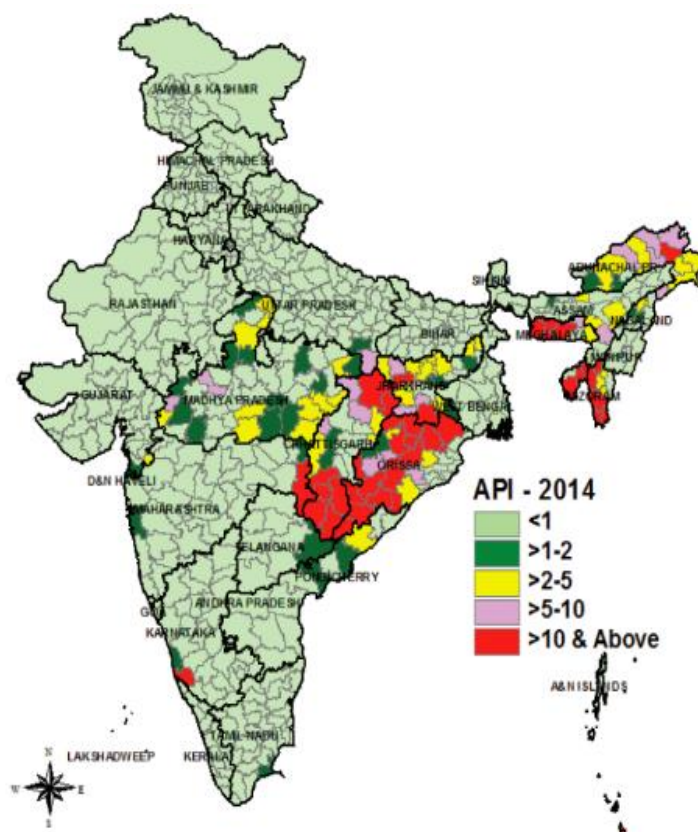 JAMMU & KASHMIR
HIMACHAL PRADESH
PUNJAB
UTTARAKHAND
HARYANA
RAJASTHAN
UTTAR PRADESH
SIKKIM
ARUNACHAL PR
ASSAM
NAGALAND
MEGHALAYA
MANIPUR
MIZORAM
BIHAR
JHARKHAND
WEST BENGAL
GUJARAT
MADHYA PRADESH
CHHATTISGARH
ORISSA
D&N HAVELI
MAHARASHTRA
TELANGANA
PONDICHERRY
ANDHRA PRADESH
GOA
KARNATAKA
TAMIL NADU
KERALA
LAKSHADWEEP
A&N ISLANDS
API - 2014
<1
>1-2
>2-5
>5-10
>10 & Above
N
W E
S